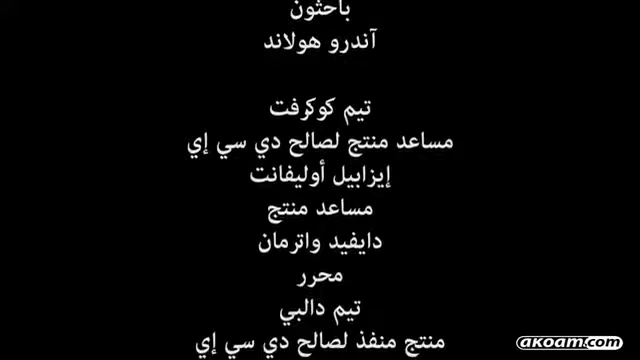 باحثون
آندرو هولاند
تيم كوكرفت
مساعد منتج لصالح دي سي إي
إيزابيل أوليفانت
مساعد منتج
دايفيد واترمان
محرر
تيم دالبي
منتج منفذ لصالح دي سي إي
akoam.com